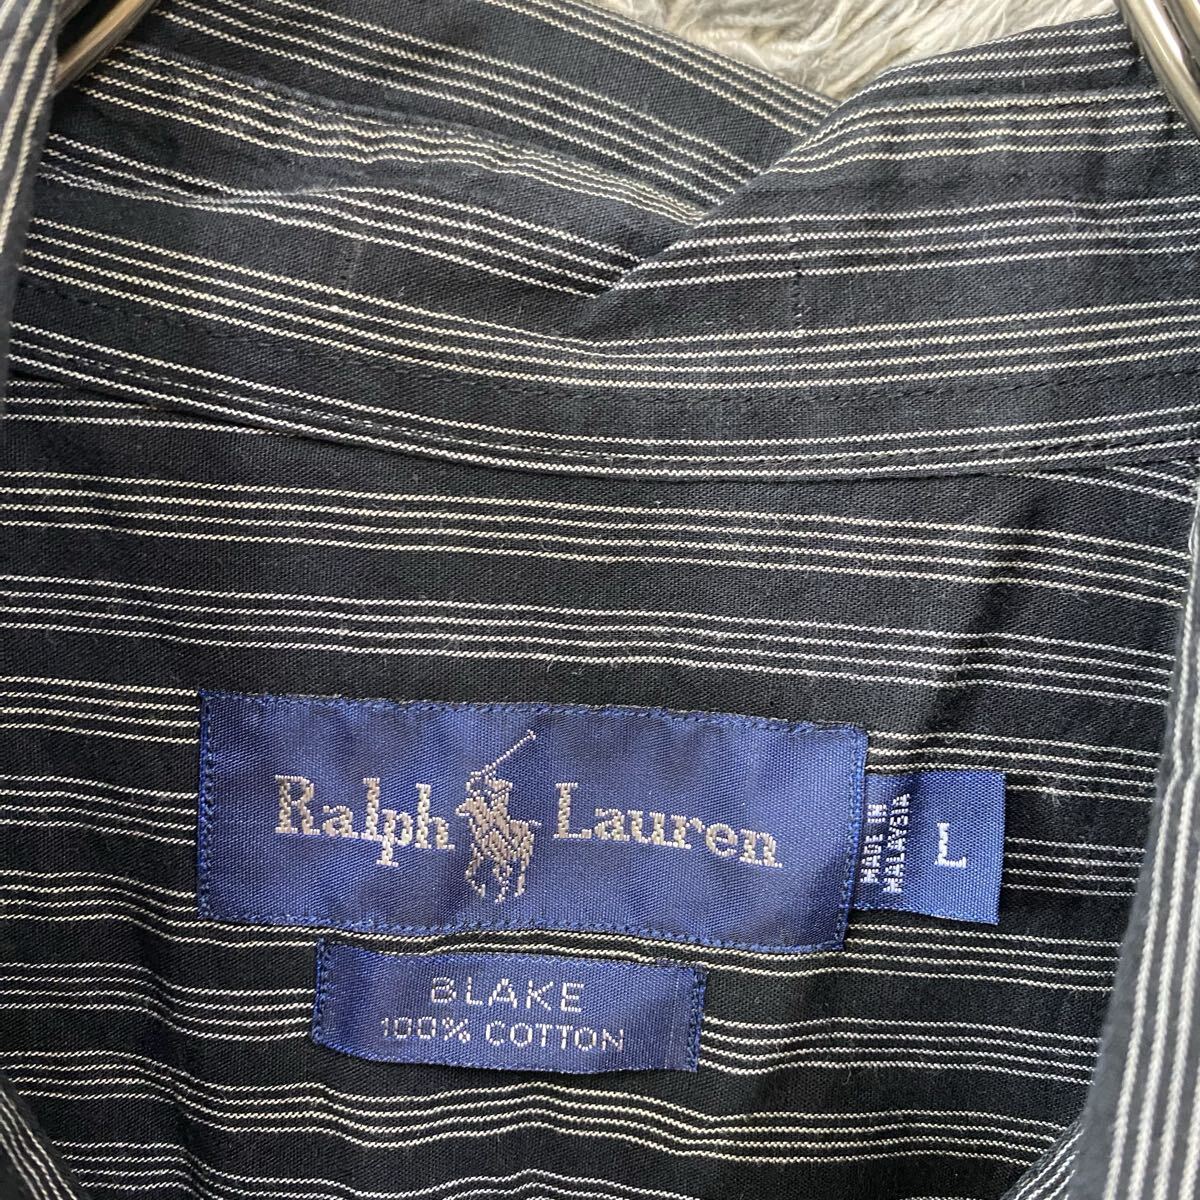 Ralph Lauren
MADE IN
MALAYSIA
L
BLAKE
100% COTTON